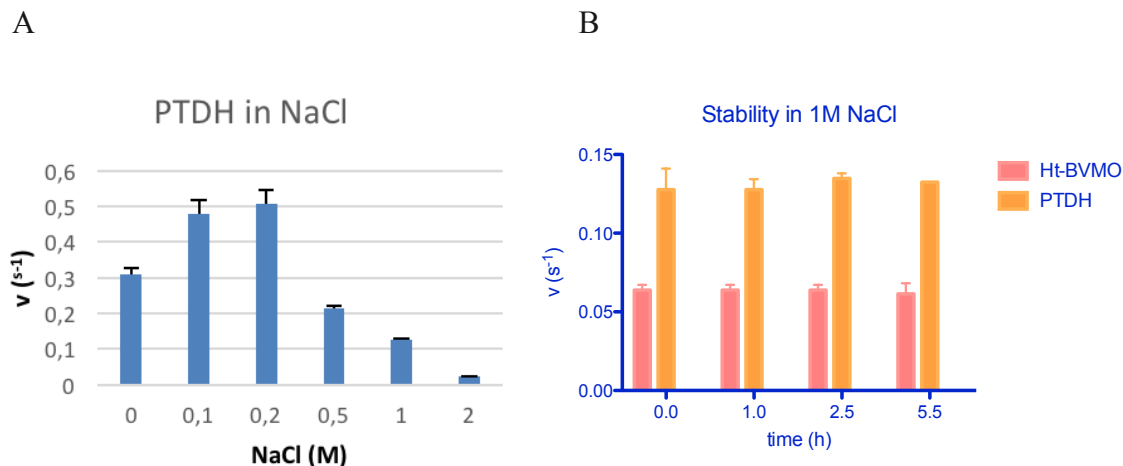 A
B
PTDH in NaCl
0,6
0,5
0,4
0,3
0,2
0,1
0
v (s-1)
0 0,1 0,2 0,5 1 2
NaCl (M)
Stability in 1M NaCl
0.15
0.10
0.05
0.00
v (s-1)
0.0 1.0 2.5 5.5
time (h)
Ht-BVMO
PTDH